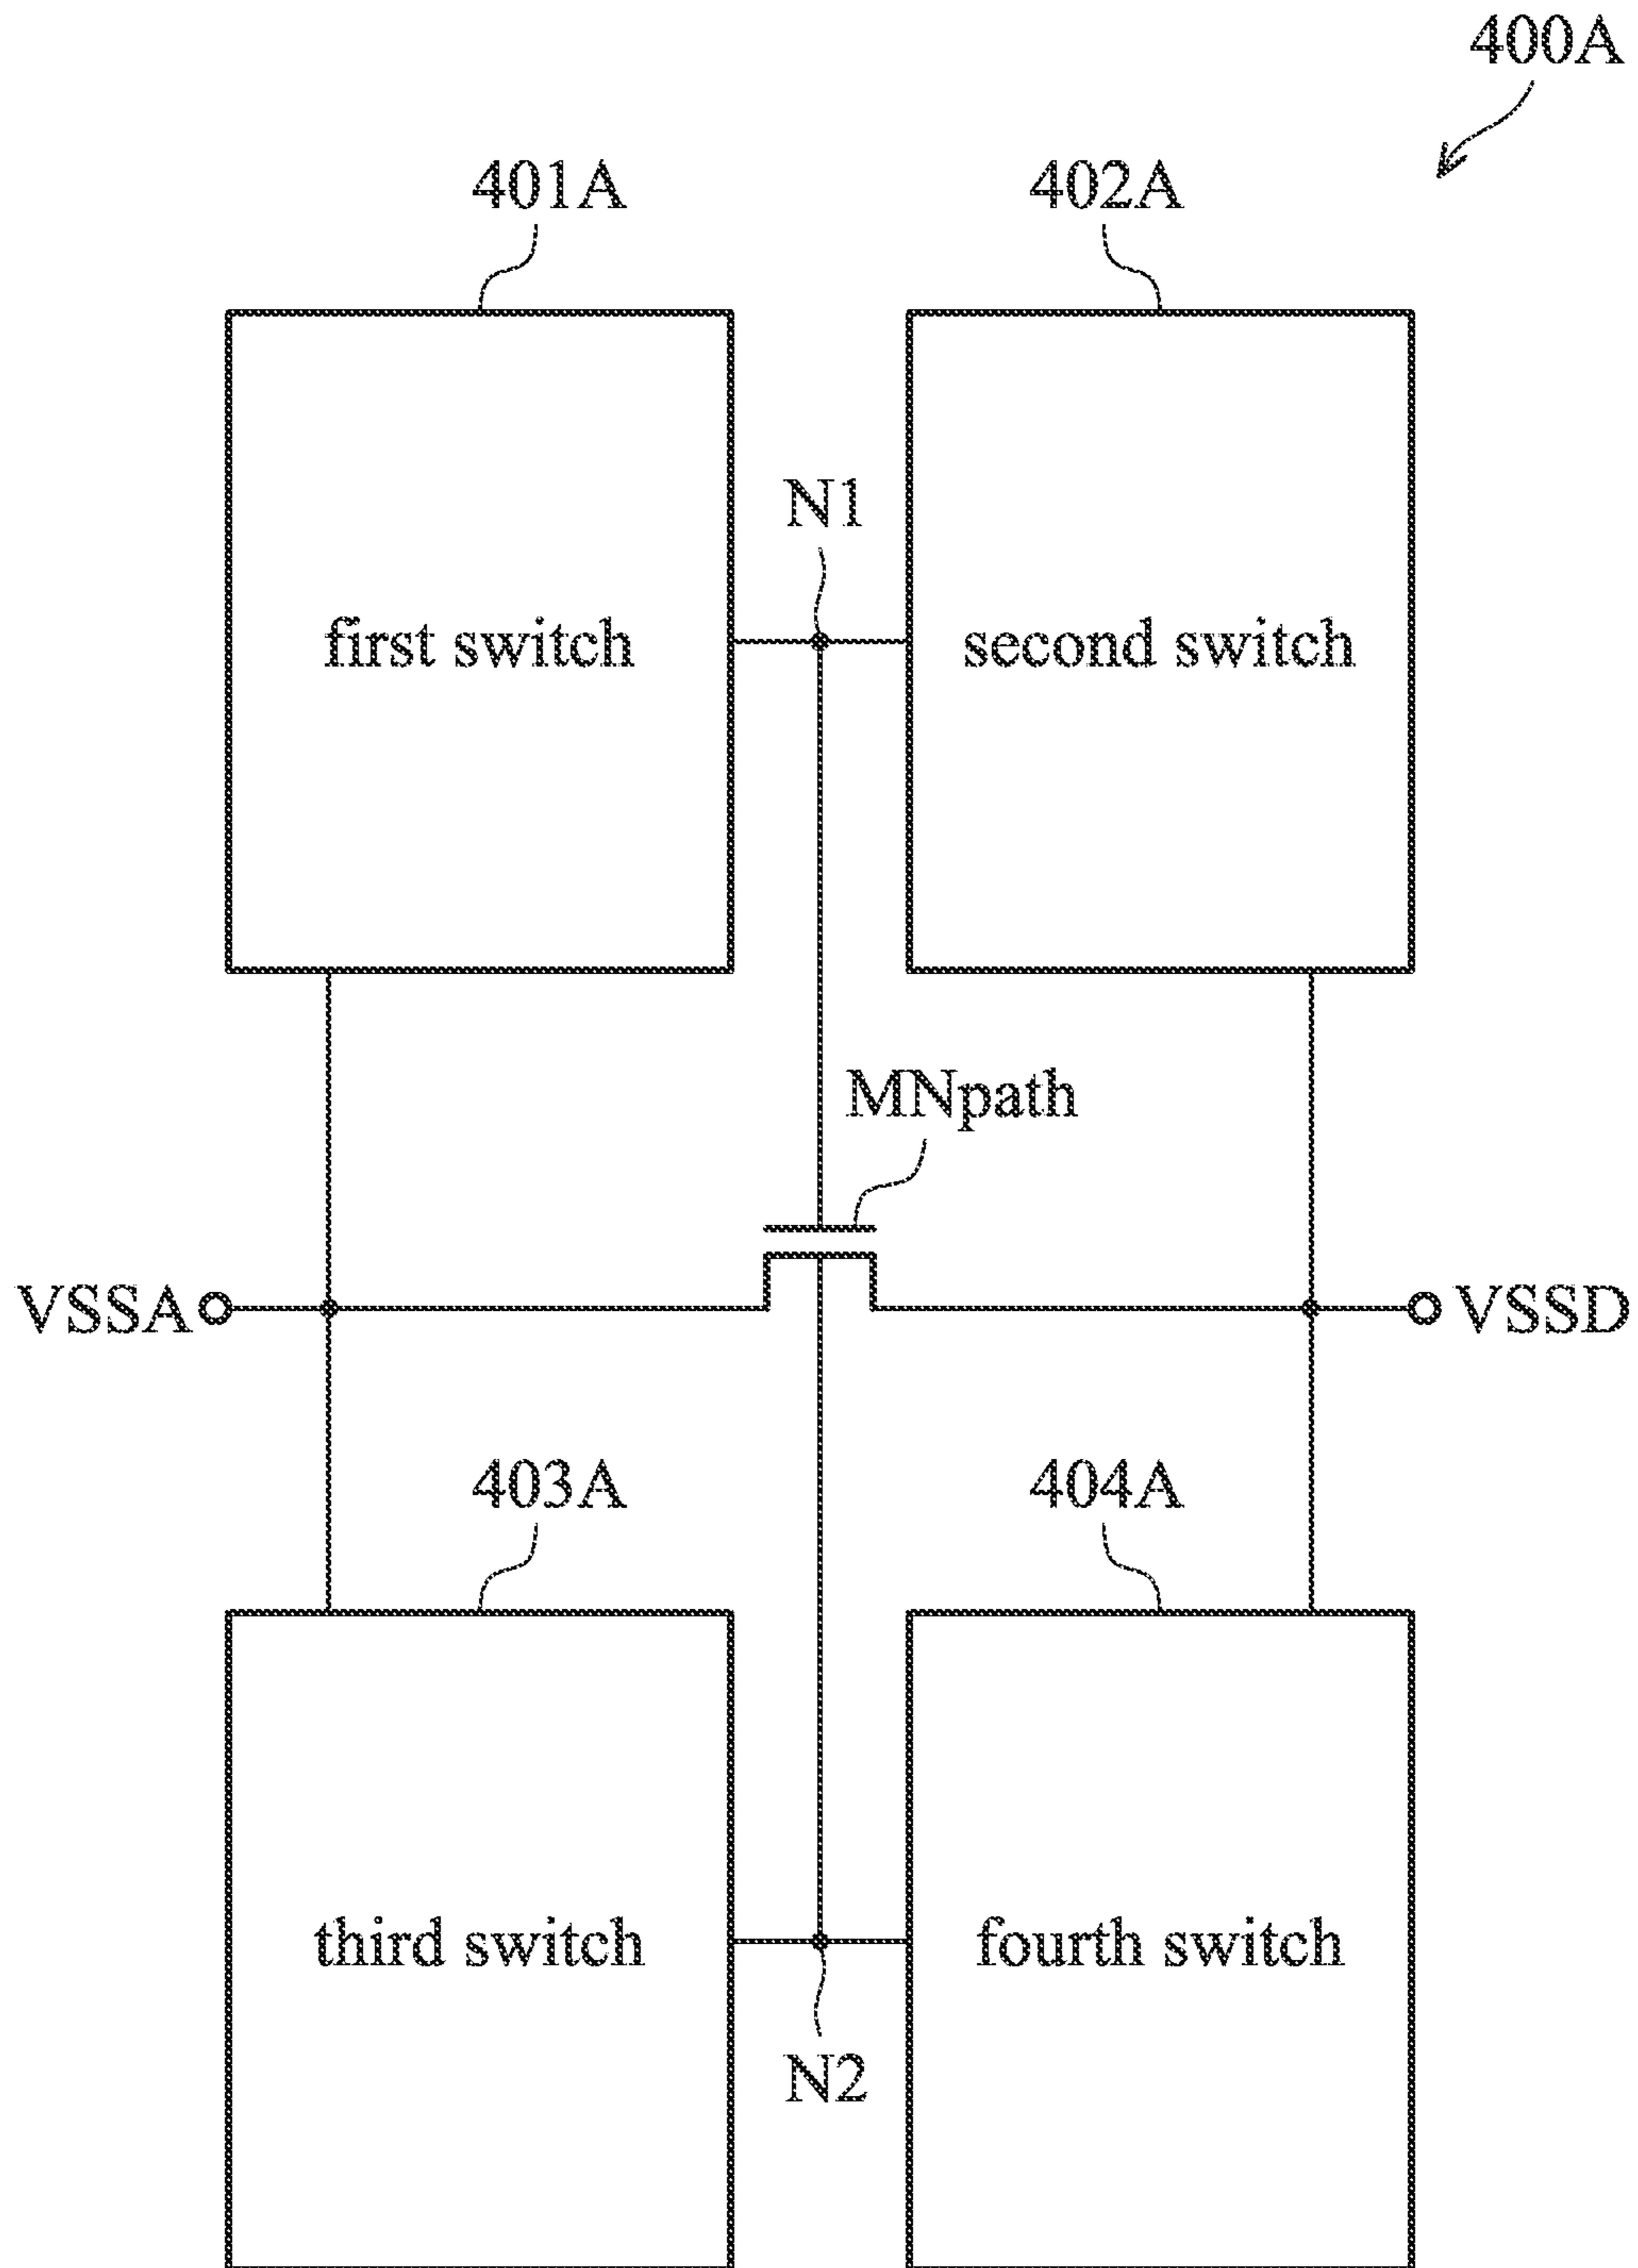 400A
401A
402A
N1
first switch
second switch
MNpath
VSSA
VSSD
403A
404A
third switch
fourth switch
N2